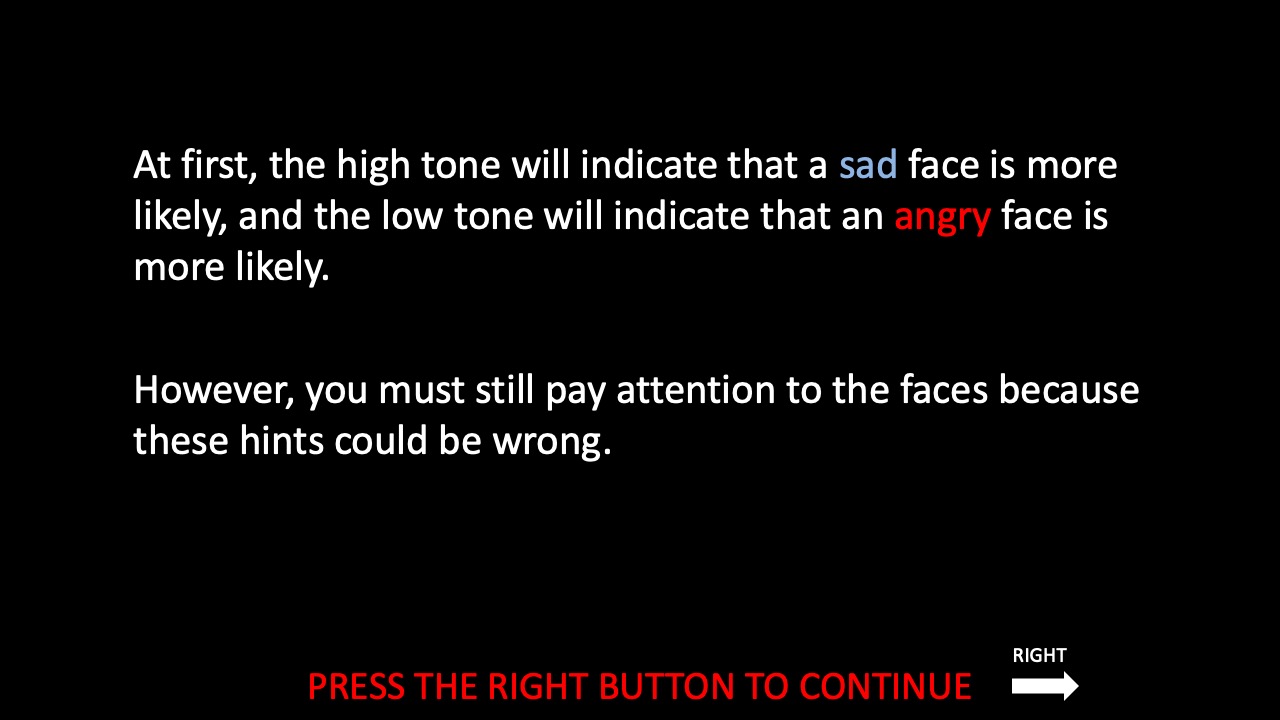 At first, the high tone will indicate that a sad face is more
likely, and the low tone will indicate that an angry face is
more likely.
However, you must still pay attention to the faces because
these hints could be wrong.
RIGHT
PRESS THE RIGHT BUTTON TO CONTINUE